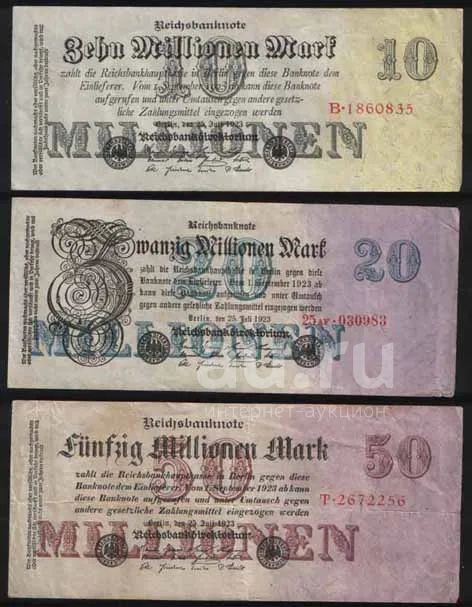 Reichsbanknote
Zehn Millionen Mark
10
zahlt die Reichsbankhauptkasse in Berlin gegen diese Banknote dem
Einlieferer. Vom 1. September 1923 ab kann diese Banknote
aufgerufen und unter Umtausch gegen andere gesetz-
liche Zahlungsmittel eingezogen werden
B·1860835
MILLIONEN
Berlin, den 25. Juli 1923
Reichsbankdirektorium
Reichsbanknote
Zwanzig Millionen Mark
20
zahlt die Reichsbankhauptkasse in Berlin gegen diese
Banknote dem Einlieferer. Vom 1. September 1923 ab
kann diese Banknote aufgerufen und unter Umtausch
gegen andere gesetzliche Zahlungsmittel eingezogen werden
Berlin, den 25. Juli 1923
25AV·030983
Reichsbankdirektorium
MILLIONEN
au.ru
интернет-аукцион
Reichsbanknote
Fünfzig Millionen Mark
50
zahlt die Reichsbankhauptkasse in Berlin gegen diese
Banknote dem Einlieferer. Vom 1. September 1923 ab kann
diese Banknote aufgerufen und unter Umtausch gegen
andere gesetzliche Zahlungsmittel eingezogen werden
T·2672256
Berlin, den 25. Juli 1923
Reichsbankdirektorium
MILLIONEN